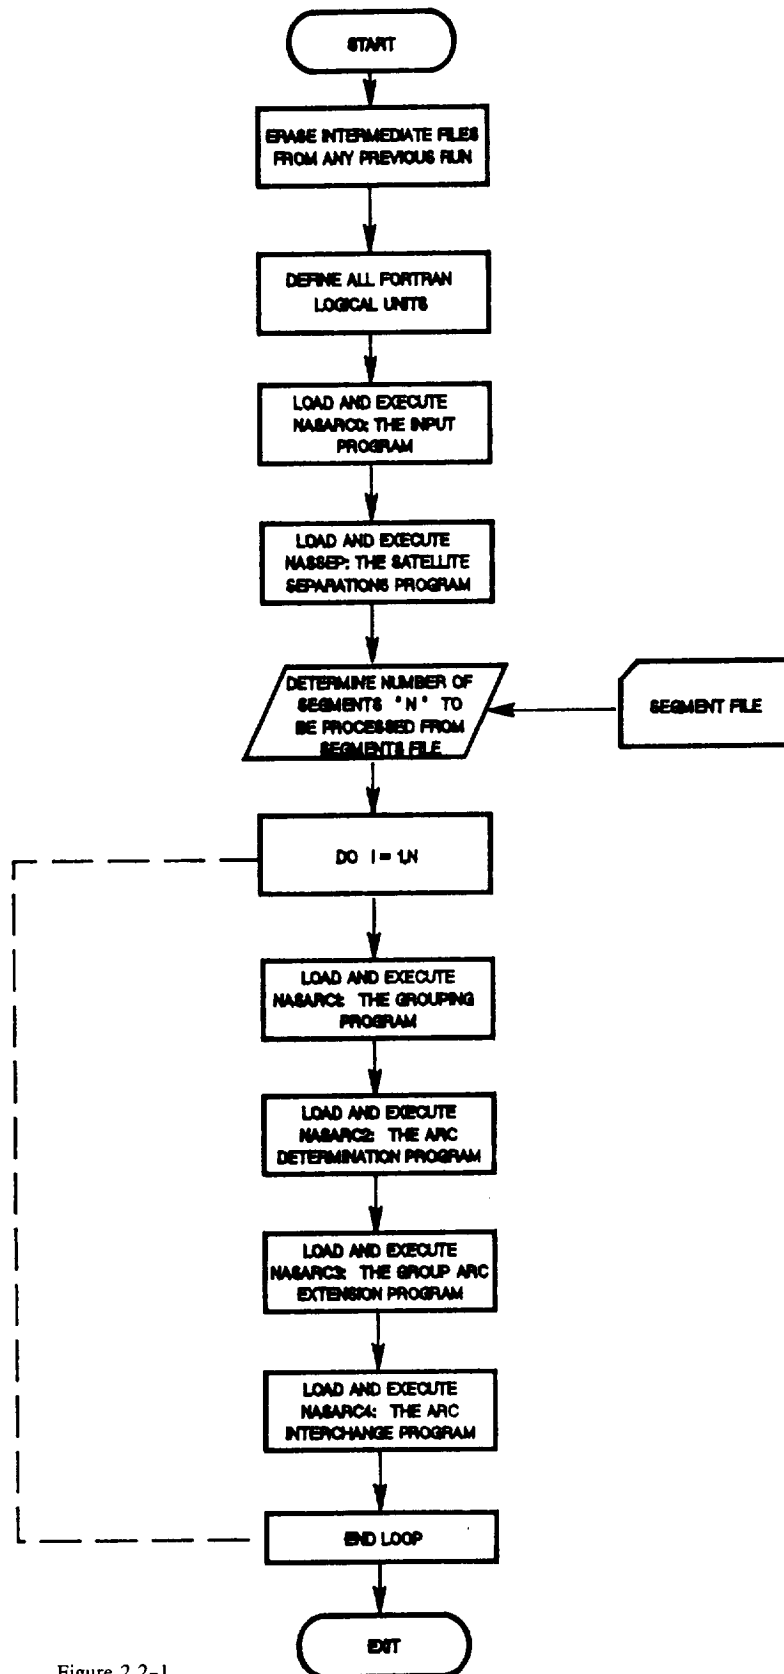 START
ERASE INTERMEDIATE FILES
FROM ANY PREVIOUS RUN
DEFINE ALL FORTRAN
LOGICAL UNITS
LOAD AND EXECUTE
NASARC0: THE INPUT
PROGRAM
LOAD AND EXECUTE
NASSEP: THE SATELLITE
SEPARATIONS PROGRAM
DETERMINE NUMBER OF
SEGMENTS "N" TO
BE PROCESSED FROM
SEGMENTS FILE
SEGMENT FILE
DO I = 1,N
LOAD AND EXECUTE
NASARC1: THE GROUPING
PROGRAM
LOAD AND EXECUTE
NASARC2: THE ARC
DETERMINATION PROGRAM
LOAD AND EXECUTE
NASARC3: THE GROUP ARC
EXTENSION PROGRAM
LOAD AND EXECUTE
NASARC4: THE ARC
INTERCHANGE PROGRAM
END LOOP
EXIT
Figure 2.2-1